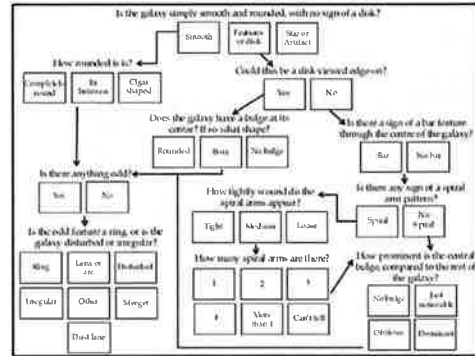 Is the galaxy simply smooth and rounded, with no sign of a disk?
Smooth
Features
or disk
Star or
Artifact
How rounded is it?
Completely
round
In
between
Cigar
shaped
Could this be a disk viewed edge-on?
Yes
No
Does the galaxy have a bulge at its
center? If so what shape?
Rounded
Boxy
No bulge
Is there a sign of a bar feature
through the centre of the galaxy?
Bar
No bar
Is there anything odd?
Yes
No
Is there any sign of a spiral
arm pattern?
Spiral
No
Spiral
How tightly wound do the
spiral arms appear?
Tight
Medium
Loose
Is the odd feature a ring, or is the
galaxy disturbed or irregular?
Ring
Lens or
arc
Disturbed
Irregular
Other
Merger
Dust lane
How many spiral arms are there?
1
2
3
4
More
than 4
Can't tell
How prominent is the central
bulge, compared to the rest of
the galaxy?
No bulge
Just
noticeable
Obvious
Dominant